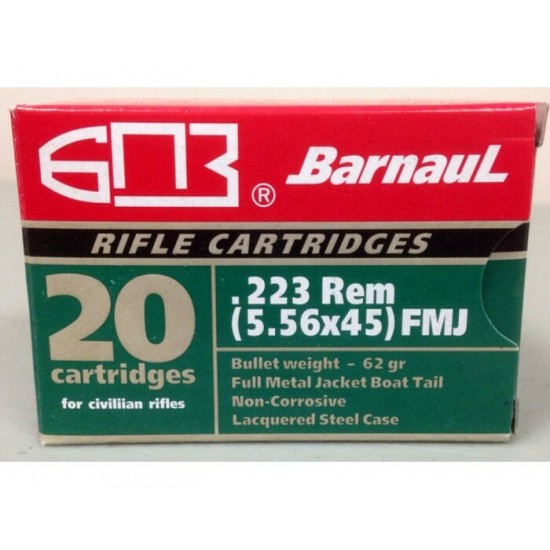 БПЗ ® Barnaul
RIFLE CARTRIDGES
20
cartridges
for civiliian rifles
.223 Rem
(5.56x45) FMJ
Bullet weight - 62 gr
Full Metal Jacket Boat Tail
Non-Corrosive
Lacquered Steel Case